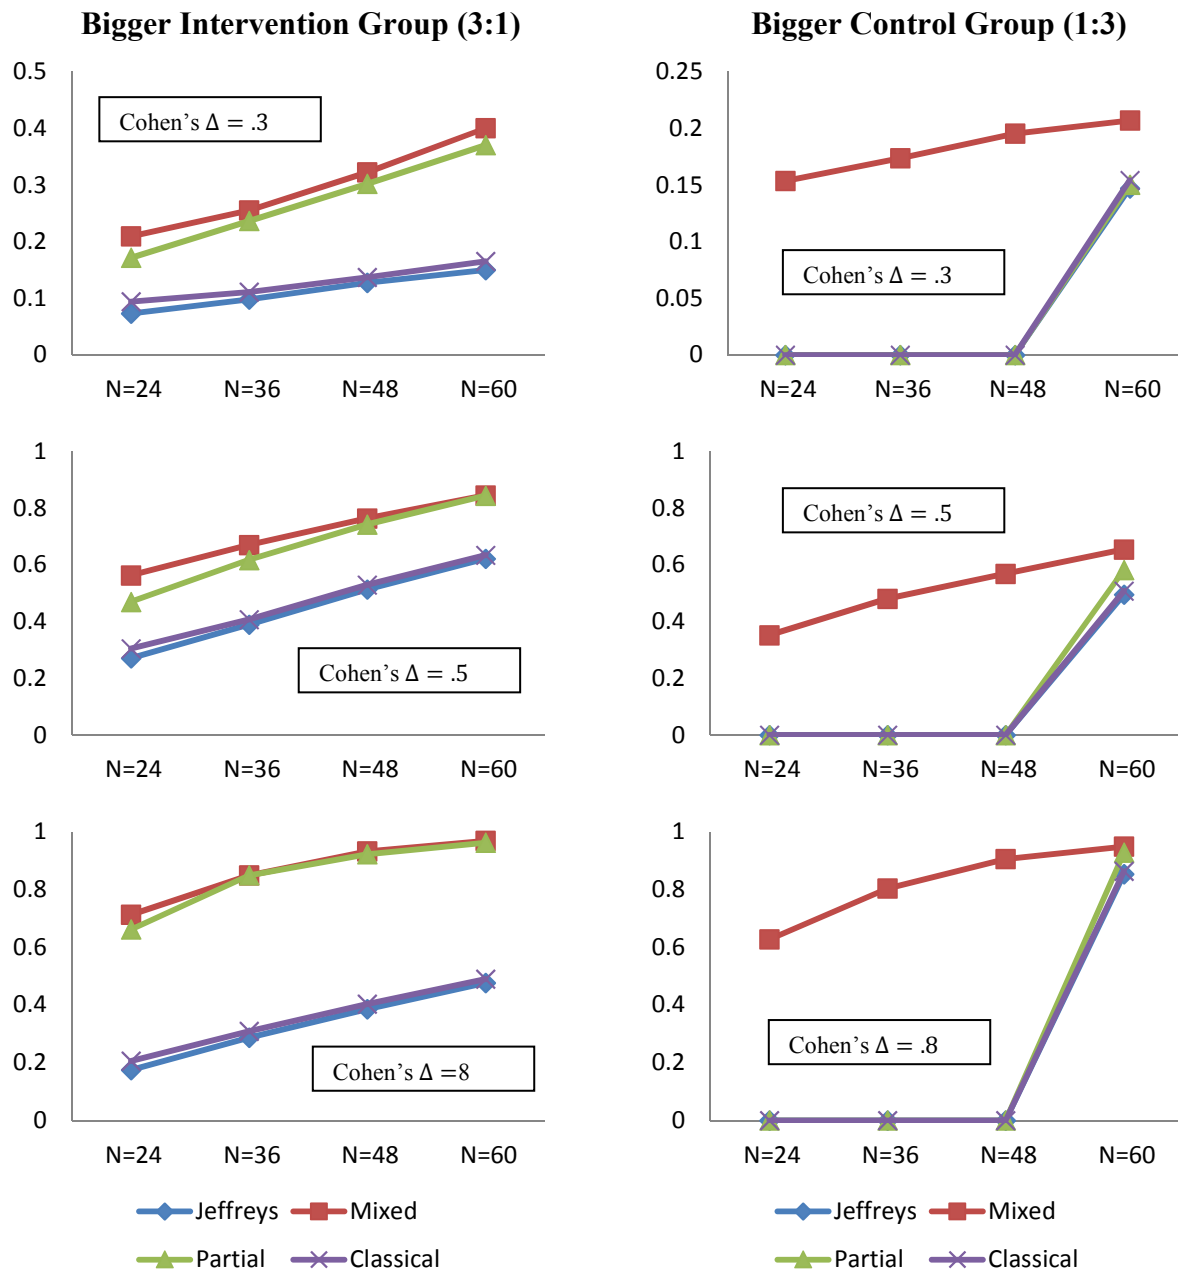 Bigger Intervention Group (3:1)
0.5
0.4
0.3
0.2
0.1
0
Cohen's Δ = .3
N=24 N=36 N=48 N=60
1
0.8
0.6
0.4
0.2
0
Cohen's Δ = .5
N=24 N=36 N=48 N=60
1
0.8
0.6
0.4
0.2
0
Cohen's Δ =8
N=24 N=36 N=48 N=60
Jeffreys Mixed
Partial Classical
Bigger Control Group (1:3)
0.25
0.2
0.15
0.1
0.05
0
Cohen's Δ = .3
N=24 N=36 N=48 N=60
1
0.8
0.6
0.4
0.2
0
Cohen's Δ = .5
N=24 N=36 N=48 N=60
1
0.8
0.6
0.4
0.2
0
Cohen's Δ = .8
N=24 N=36 N=48 N=60
Jeffreys Mixed
Partial Classical